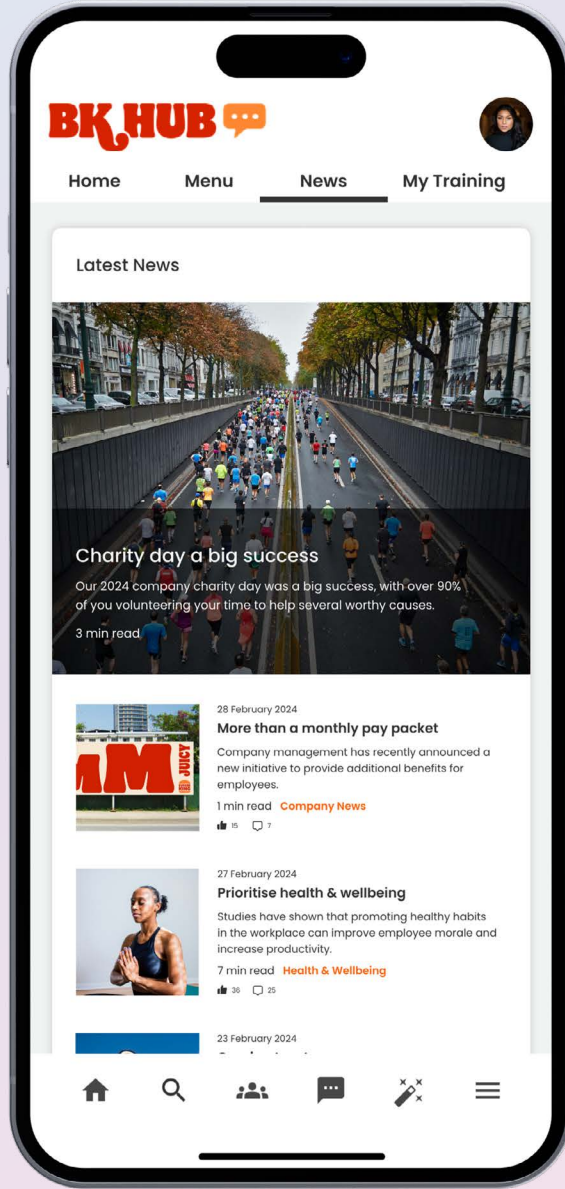 BK HUB
Home Menu News My Training
Latest News
Charity day a big success
Our 2024 company charity day was a big success, with over 90%
of you volunteering your time to help several worthy causes.
3 min read
28 February 2024
More than a monthly pay packet
Company management has recently announced a
new initiative to provide additional benefits for
employees.
1 min read Company News
15 7
JUICY
27 February 2024
Prioritise health & wellbeing
Studies have shown that promoting healthy habits
in the workplace can improve employee morale and
increase productivity.
7 min read Health & Wellbeing
36 25
23 February 2024